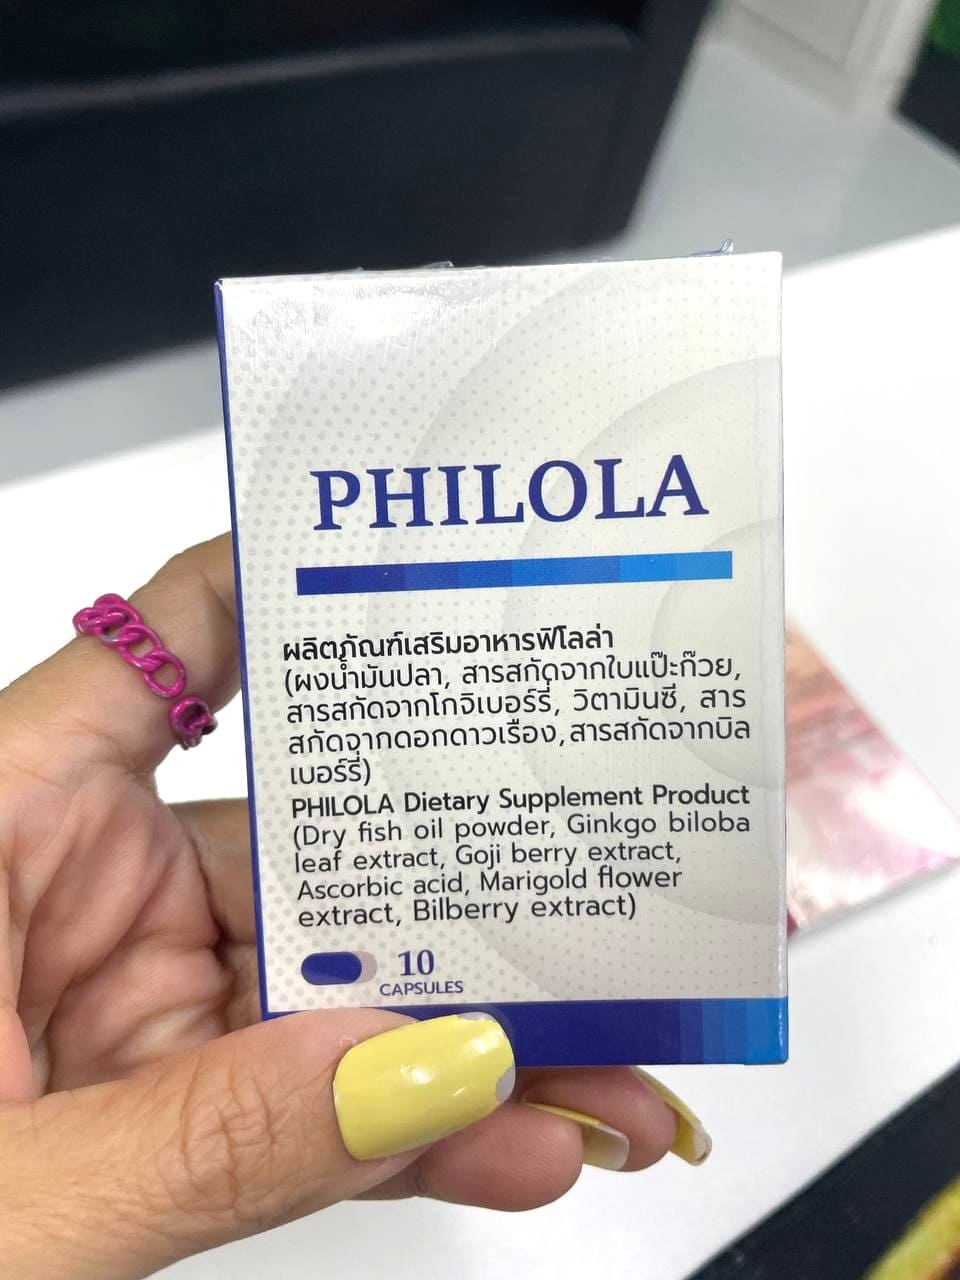 PHILOLA
ผลิตภัณฑ์เสริมอาหารฟิโลล่า
(ผงน้ำมันปลา, สารสกัดจากใบแป๊ะก๊วย,
สารสกัดจากโกจิเบอร์รี่, วิตามินซี, สาร
สกัดจากดอกดาวเรือง,สารสกัดจากบิล
เบอร์รี่)
PHILOLA Dietary Supplement Product
(Dry fish oil powder, Ginkgo biloba
leaf extract, Goji berry extract,
Ascorbic acid, Marigold flower
extract, Bilberry extract)
10
CAPSULES